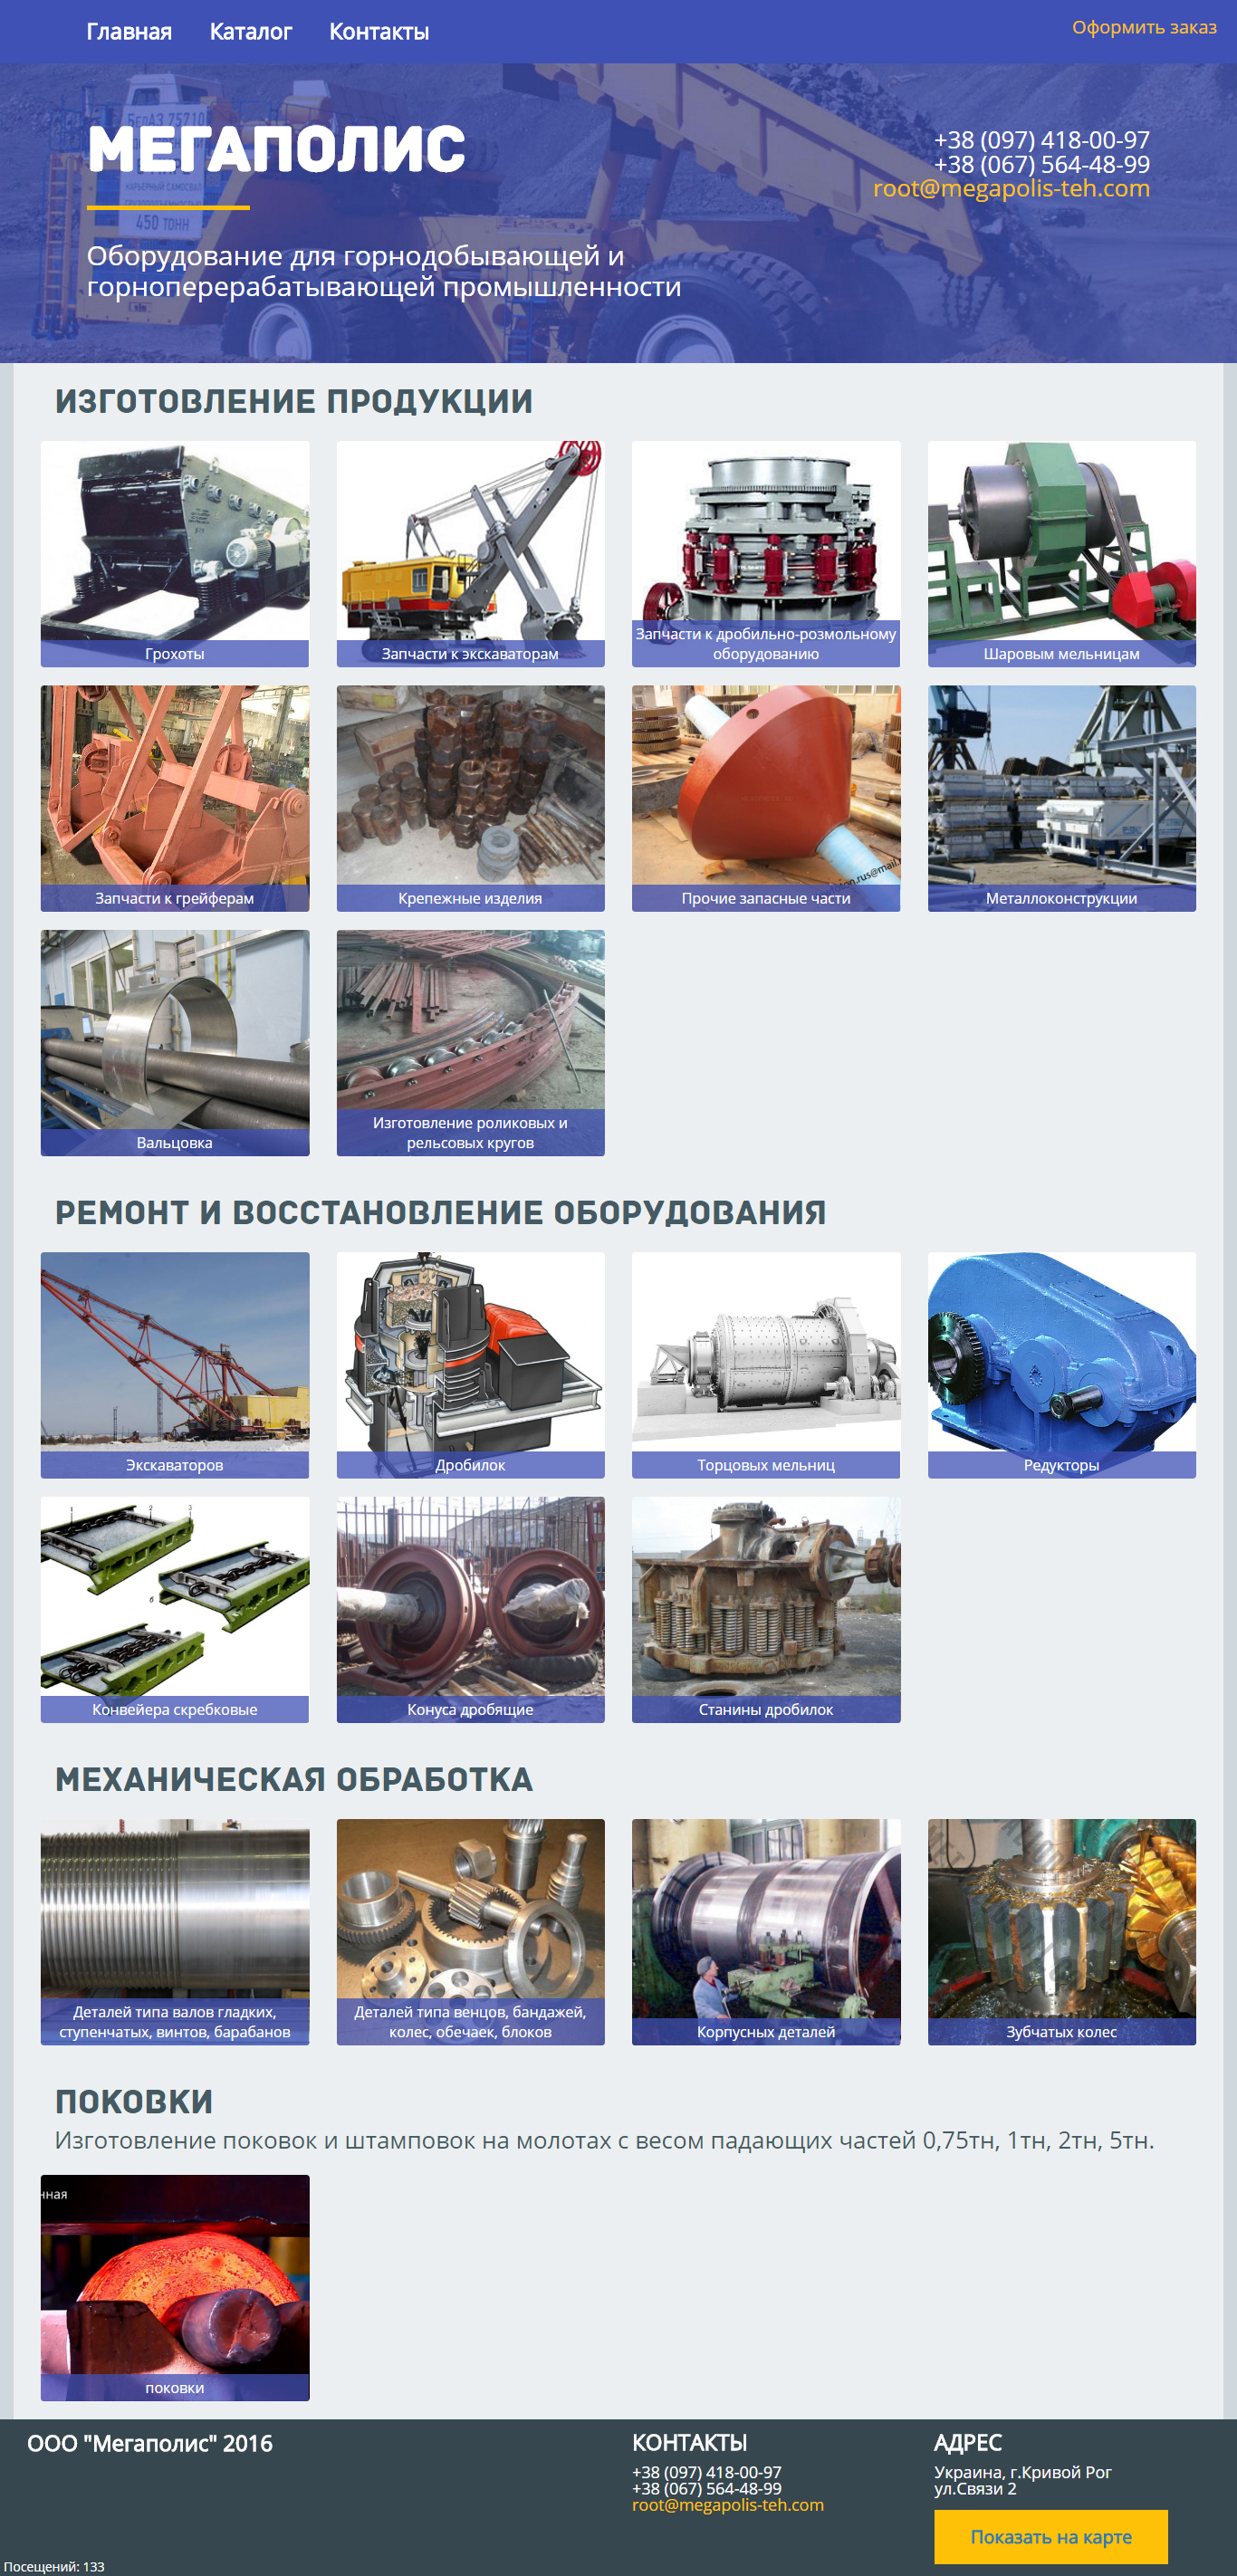 Главная
Каталог
Контакты
Оформить заказ
БелАЗ 75710
КАРЬЕРНЫЙ САМОСВАЛ
450 ТОНН
МЕГАПОЛИС
+38 (097) 418-00-97
+38 (067) 564-48-99
root@megapolis-teh.com
Оборудование для горнодобывающей и
горноперерабатывающей промышленности
ИЗГОТОВЛЕНИЕ ПРОДУКЦИИ
Грохоты
Запчасти к экскаваторам
Запчасти к дробильно-розмольному
оборудованию
Шаровым мельницам
Запчасти к грейферам
Крепежные изделия
Прочие запасные части
Металлоконструкции
Вальцовка
Изготовление роликовых и
рельсовых кругов
РЕМОНТ И ВОССТАНОВЛЕНИЕ ОБОРУДОВАНИЯ
Экскаваторов
Дробилок
Торцовых мельниц
Редукторы
Конвейера скребковые
Конуса дробящие
Станины дробилок
МЕХАНИЧЕСКАЯ ОБРАБОТКА
Деталей типа валов гладких,
ступенчатых, винтов, барабанов
Деталей типа венцов, бандажей,
колес, обечаек, блоков
Корпусных деталей
Зубчатых колес
ПОКОВКИ
Изготовление поковок и штамповок на молотах с весом падающих частей 0,75тн, 1тн, 2тн, 5тн.
нная
поковки
ООО "Мегаполис" 2016
КОНТАКТЫ
+38 (097) 418-00-97
+38 (067) 564-48-99
root@megapolis-teh.com
АДРЕС
Украина, г.Кривой Рог
ул.Связи 2
Показать на карте
Посещений: 133